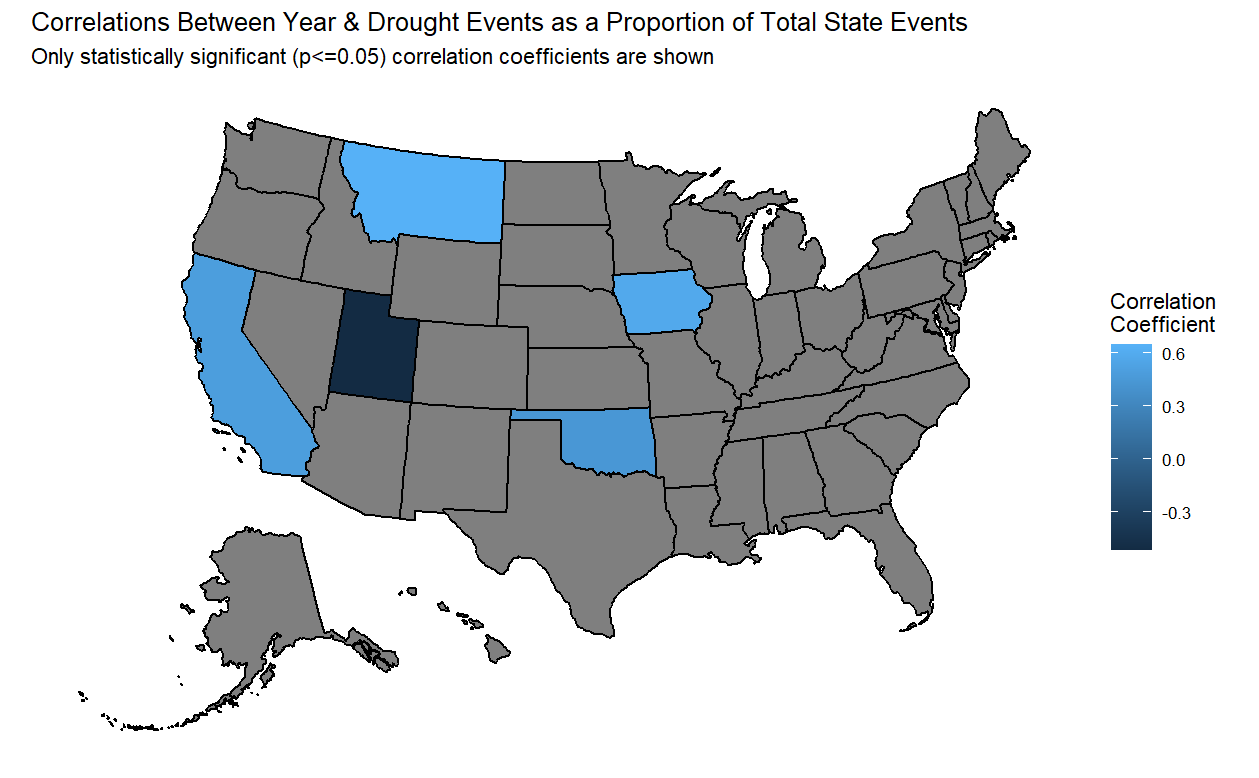 Correlations Between Year & Drought Events as a Proportion of Total State Events
Only statistically significant (p<=0.05) correlation coefficients are shown
Correlation
Coefficient
0.6
0.3
0.0
-0.3